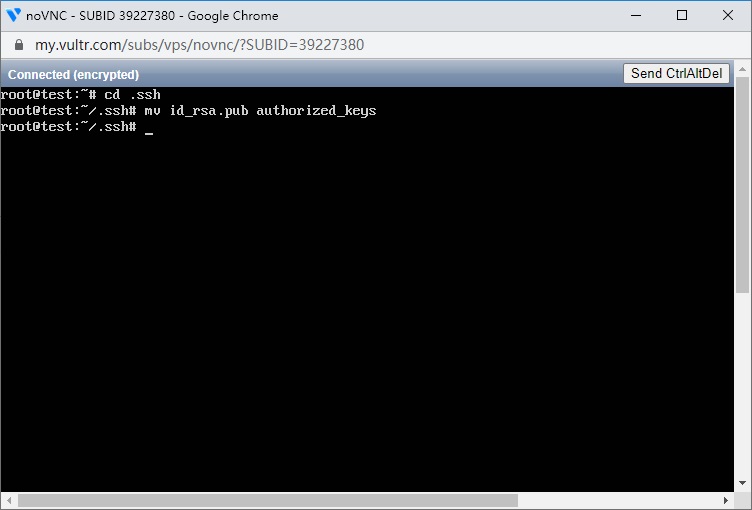 noVNC - SUBID 39227380 - Google Chrome
my.vultr.com/subs/vps/novnc/?SUBID=39227380
Connected (encrypted)
Send CtrlAltDel
root@test:~# cd .ssh
root@test:~/.ssh# mv id_rsa.pub authorized_keys
root@test:~/.ssh# _